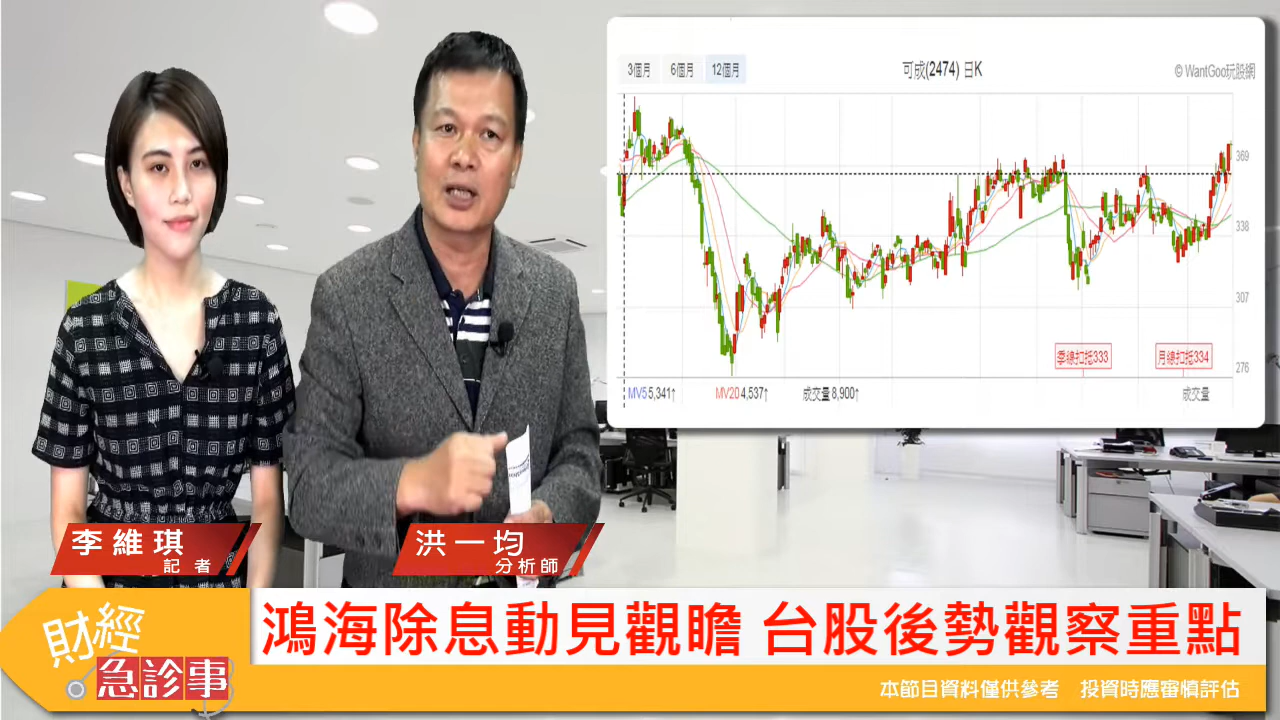 3個月 6個月 12個月
可成(2474) 日K
© WantGoo玩股網
369
338
307
276
季線扣抵333
月線扣抵334
MV5 5,341↑ MV20 4,537↑ 成交量 8,900↑
成交量
李維琪
記者
洪一均
分析師
財經
急診事
鴻海除息動見觀瞻 台股後勢觀察重點
本節目資料僅供參考 投資時應審慎評估